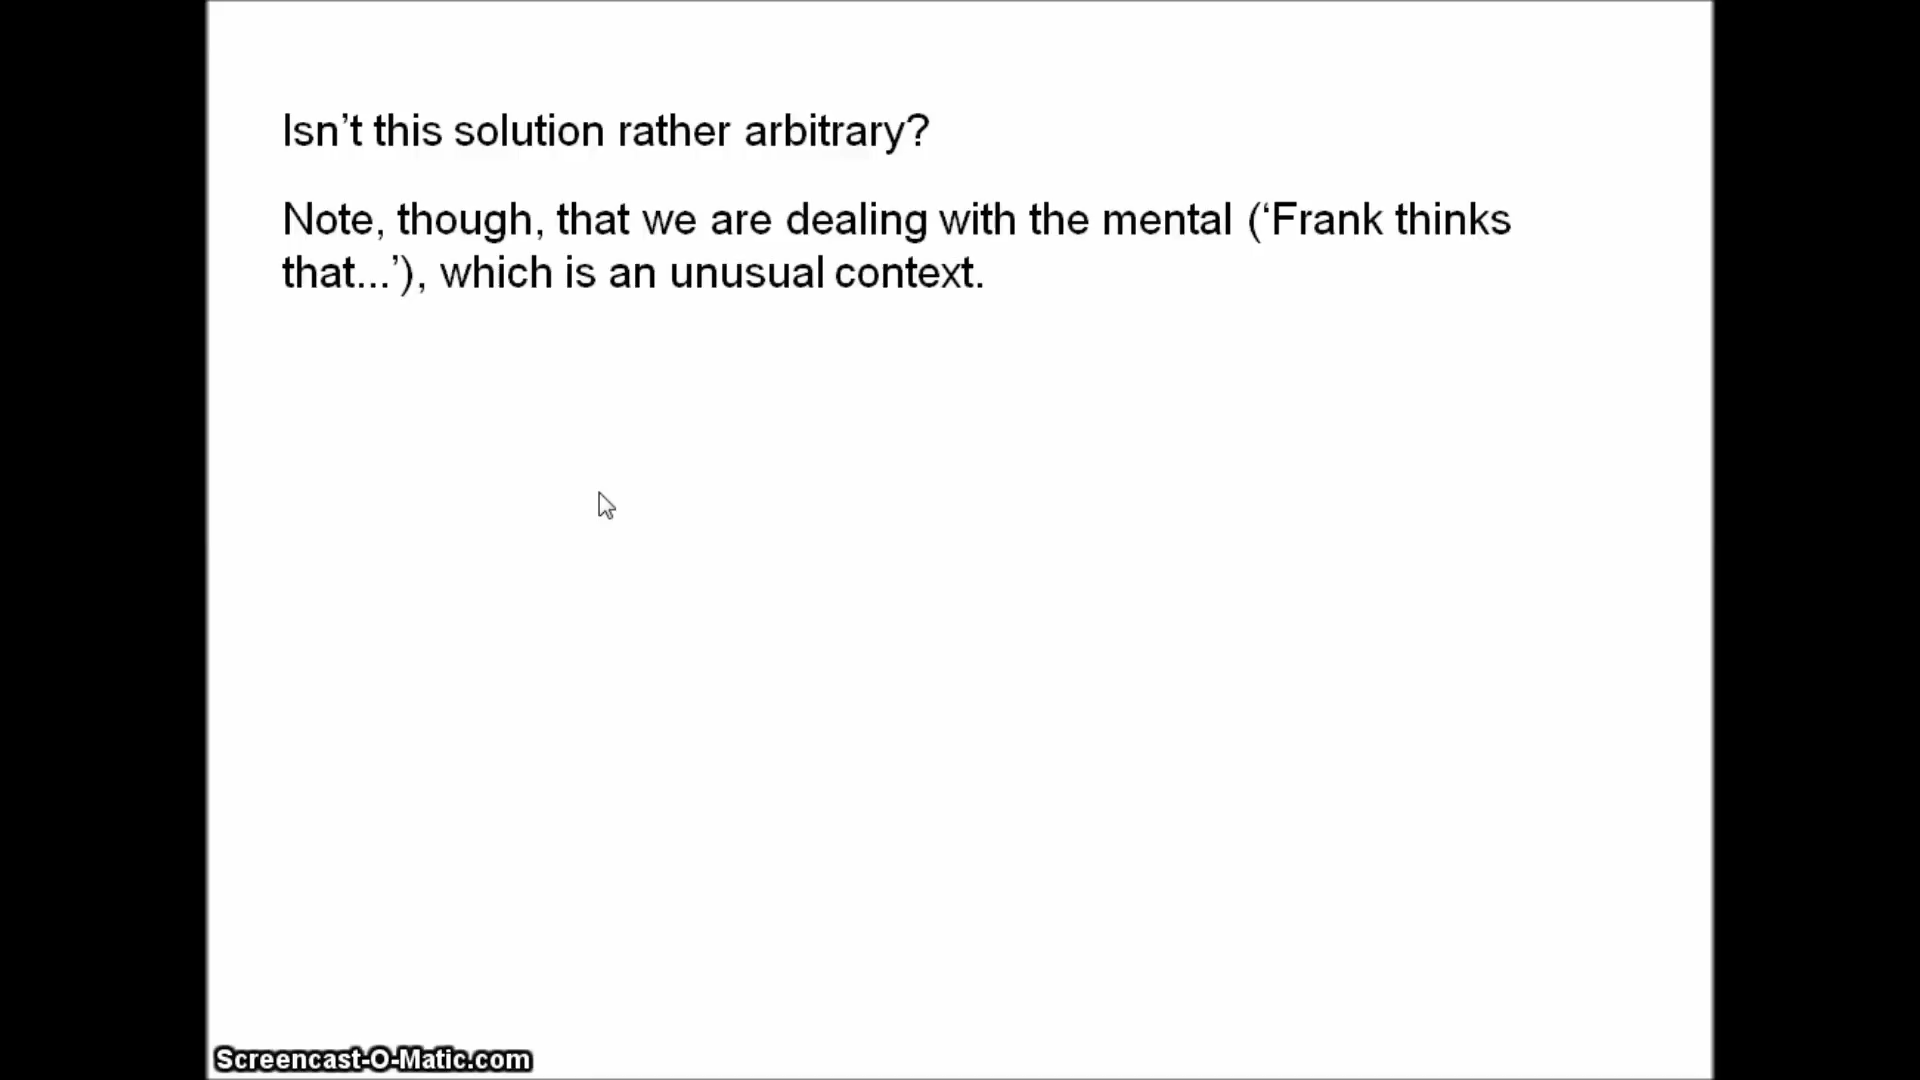 Isn’t this solution rather arbitrary?
Note, though, that we are dealing with the mental (‘Frank thinks
that...’), which is an unusual context.
Screencast-O-Matic.com